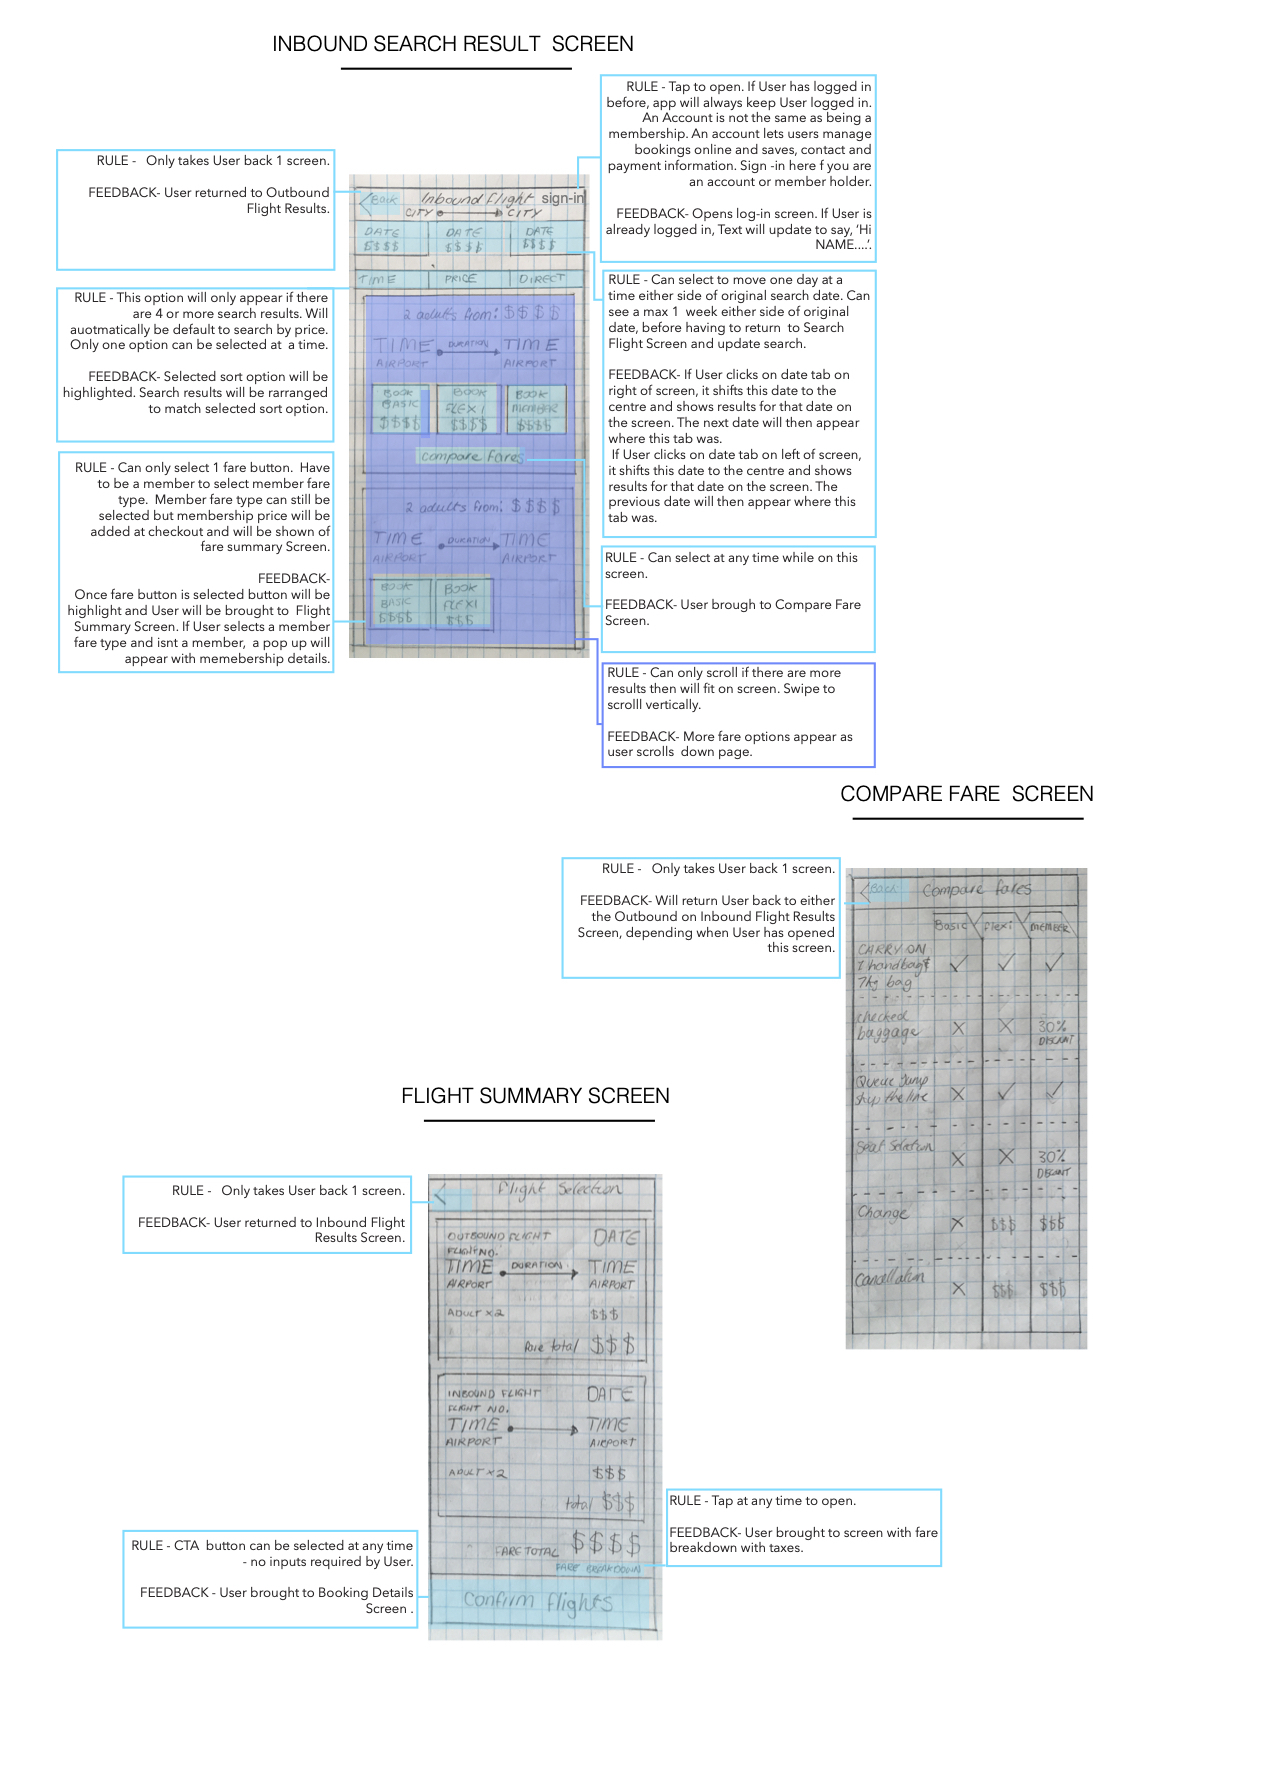 INBOUND SEARCH RESULT  SCREEN
RULE -   Only takes User back 1 screen.
FEEDBACK- User returned to Outbound
Flight Results.
RULE - This option will only appear if there
are 4 or more search results. Will
auotmatically be default to search by price.
Only one option can be selected at  a time.
FEEDBACK- Selected sort option will be
highlighted. Search results will be rarranged
to match selected sort option.
RULE - Can only select 1 fare button.  Have
to be a member to select member fare
type.  Member fare type can still be
selected but membership price will be
added at checkout and will be shown of
fare summary Screen.
FEEDBACK-
Once fare button is selected button will be
highlight and User will be brought to  Flight
Summary Screen. If User selects a member
fare type and isnt a member,  a pop up will
appear with memebership details.
Back Inbound Flight sign-in
CITY CITY
DATE DATE DATE
$$$$ $$$$ $$$$
TIME PRICE DIRECT
2 adults from: $$$$
TIME DURATION TIME
AIRPORT AIRPORT
BOOK BOOK BOOK
BASIC FLEXI MEMBER
$$$$ $$$$ $$$$
compare fares
2 adults from: $$$$
TIME DURATION TIME
AIRPORT AIRPORT
BOOK BOOK
BASIC FLEXI
$$$$ $$$
RULE - Tap to open. If User has logged in
before, app will always keep User logged in.
An Account is not the same as being a
membership. An account lets users manage
bookings online and saves, contact and
payment information. Sign -in here f you are
an account or member holder.
FEEDBACK- Opens log-in screen. If User is
already logged in, Text will update to say, ‘Hi
NAME....’.
RULE - Can select to move one day at a
time either side of original search date. Can
see a max 1  week either side of original
date, before having to return  to Search
Flight Screen and update search.
FEEDBACK- If User clicks on date tab on
right of screen, it shifts this date to the
centre and shows results for that date on
the screen. The next date will then appear
where this tab was.
If User clicks on date tab on left of screen,
it shifts this date to the centre and shows
results for that date on the screen. The
previous date will then appear where this
tab was.
RULE - Can select at any time while on this
screen.
FEEDBACK- User brough to Compare Fare
Screen.
RULE - Can only scroll if there are more
results then will fit on screen. Swipe to
scrolll vertically.
FEEDBACK- More fare options appear as
user scrolls  down page.
COMPARE FARE  SCREEN
RULE -   Only takes User back 1 screen.
FEEDBACK- Will return User back to either
the Outbound on Inbound Flight Results
Screen, depending when User has opened
this screen.
Back Compare fares
Basic flexi MEMBER
CARRY ON
1 handbag &
7kg bag
checked
baggage 30%
DISCOUNT
Queue Jump
skip the line
Seat Selection 30%
DISCOUNT
Change $$$ $$$
Cancellation $$$ $$$
FLIGHT SUMMARY SCREEN
RULE -   Only takes User back 1 screen.
FEEDBACK- User returned to Inbound Flight
Results Screen.
Flight Selection
OUTBOUND FLIGHT DATE
FLIGHT NO.
TIME DURATION TIME
AIRPORT AIRPORT
ADULT x 2 $$$
fare total $$$
INBOUND FLIGHT DATE
FLIGHT NO.
TIME TIME
AIRPORT AIRPORT
ADULT x 2 $$$
total $$$
FARE TOTAL $$$$
FARE BREAKDOWN
Confirm flights
RULE - Tap at any time to open.
FEEDBACK- User brought to screen with fare
breakdown with taxes.
RULE - CTA  button can be selected at any time
- no inputs required by User.
FEEDBACK - User brought to Booking Details
Screen .